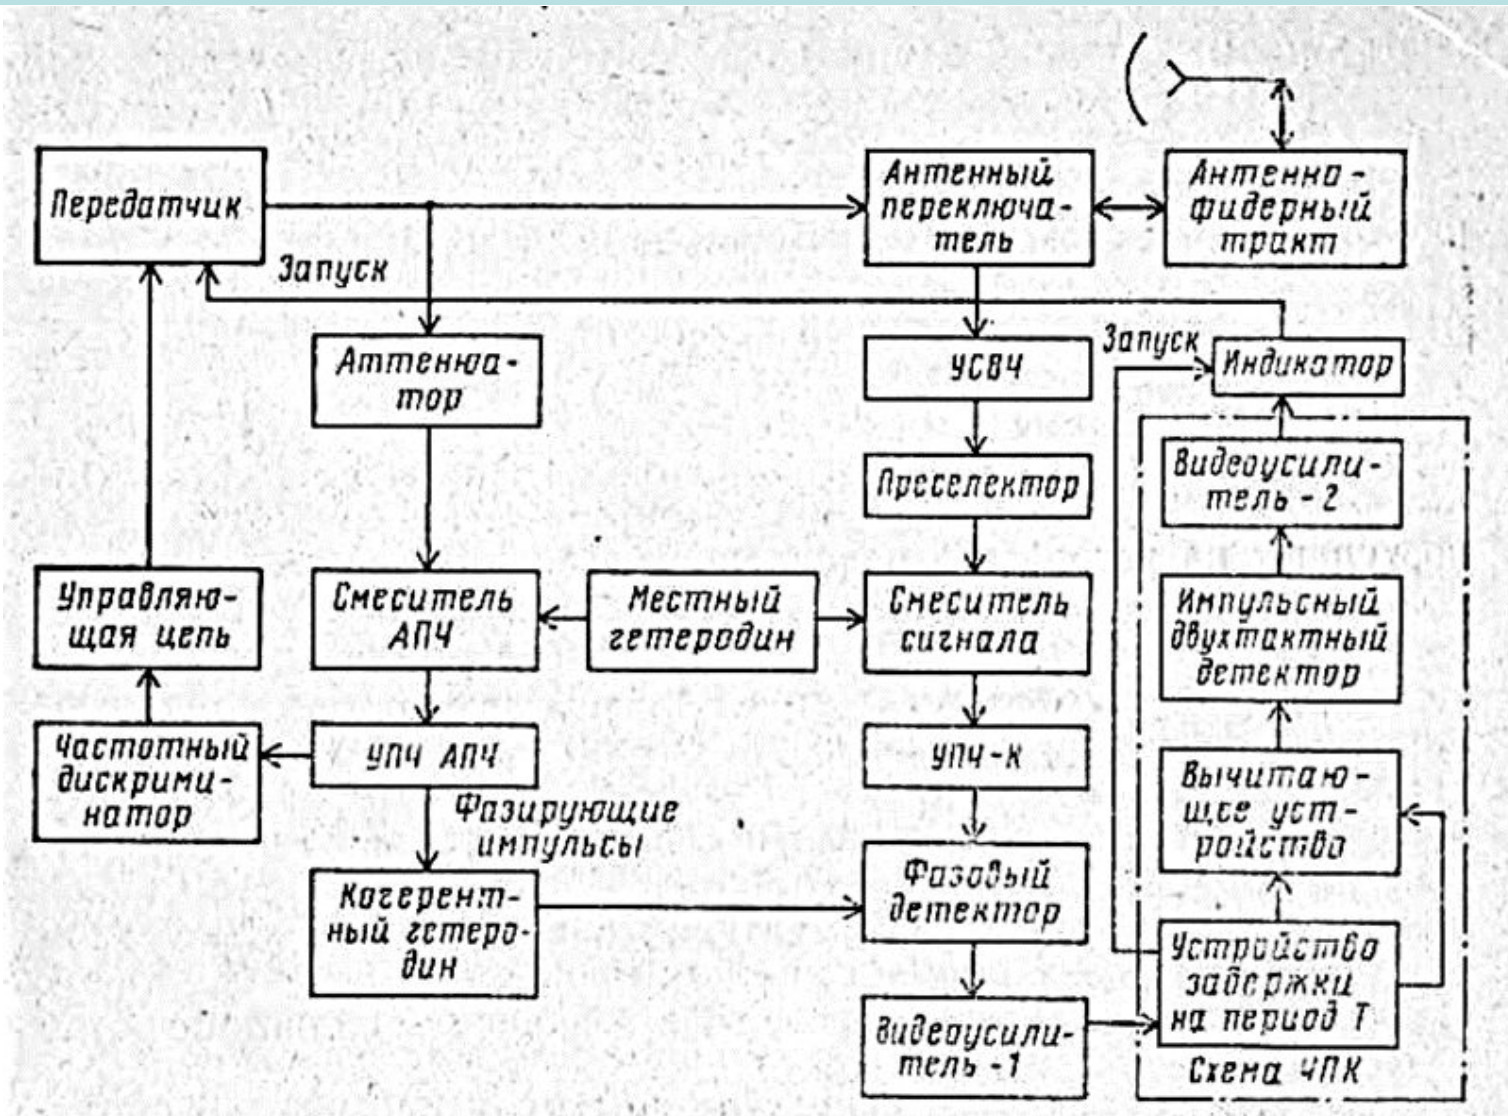 Передатчик
Антенный
переключа-
тель
Антенно-
фидерный
тракт
Запуск
Аттенюа-
тор
УСВЧ
Запуск
Индикатор
Преселектор
Видеоусили-
тель-2
Управляю-
щая цепь
Смеситель
АПЧ
Местный
гетеродин
Смеситель
сигнала
Импульсный
двухтактный
детектор
Частотный
дискрими-
натор
УПЧ АПЧ
УПЧ-К
Вычитаю-
щее уст-
ройство
Фазирующие
импульсы
Когерент-
ный гетеро-
дин
Фазовый
детектор
Устройство
задержки
на период Т
Видеоусили-
тель-1
Схема ЧПК